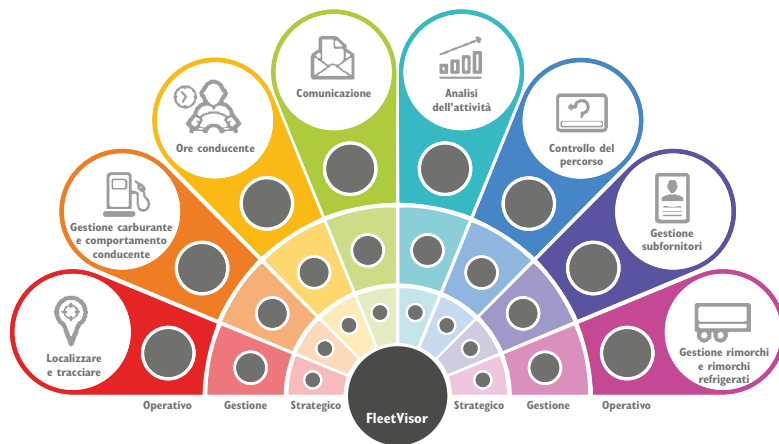 Comunicazione
Analisi
dell'attività
Ore conducente
Controllo del
percorso
Gestione carburante
e comportamento
conducente
Gestione
subfornitori
Localizzare
e tracciare
Gestione rimorchi
e rimorchi
refrigerati
Operativo Gestione Strategico Strategico Gestione Operativo
FleetVisor